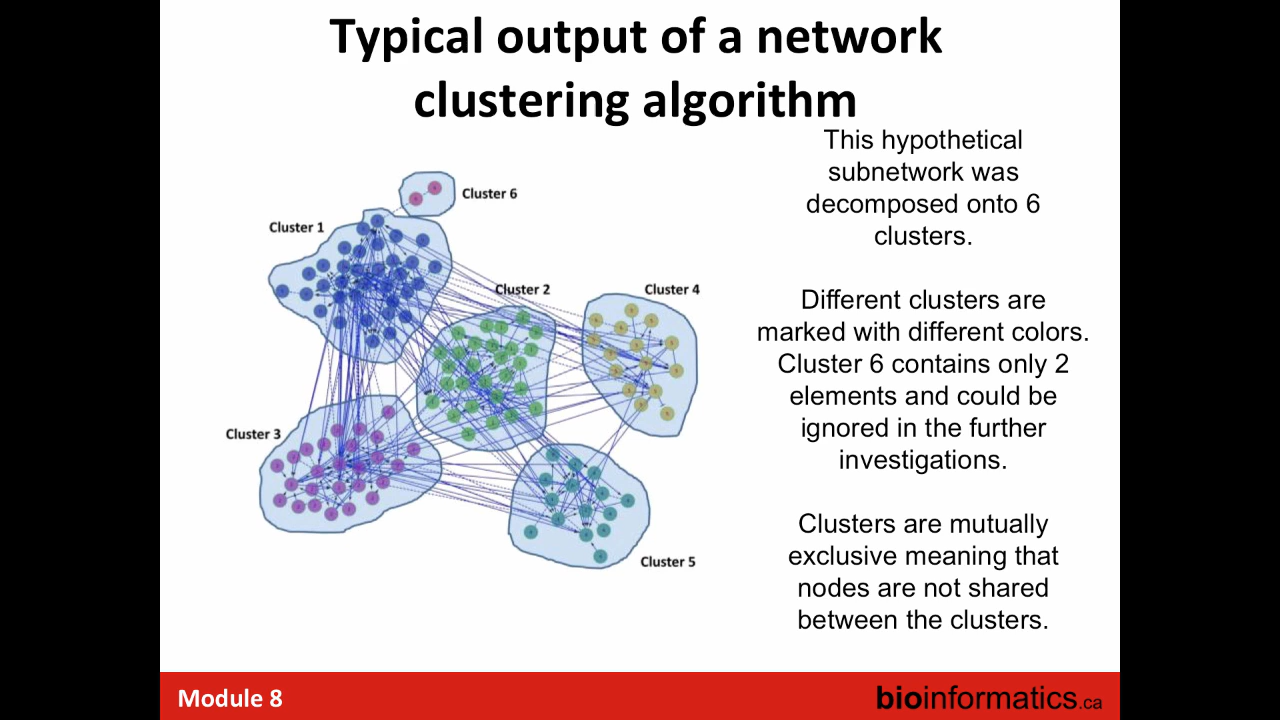 Typical output of a network
clustering algorithm
This hypothetical
subnetwork was
decomposed onto 6
clusters.
Different clusters are
marked with different colors.
Cluster 6 contains only 2
elements and could be
ignored in the further
investigations.
Clusters are mutually
exclusive meaning that
nodes are not shared
between the clusters.
Cluster 6
Cluster 1
Cluster 2
Cluster 4
Cluster 3
Cluster 5
Module 8
bioinformatics.ca